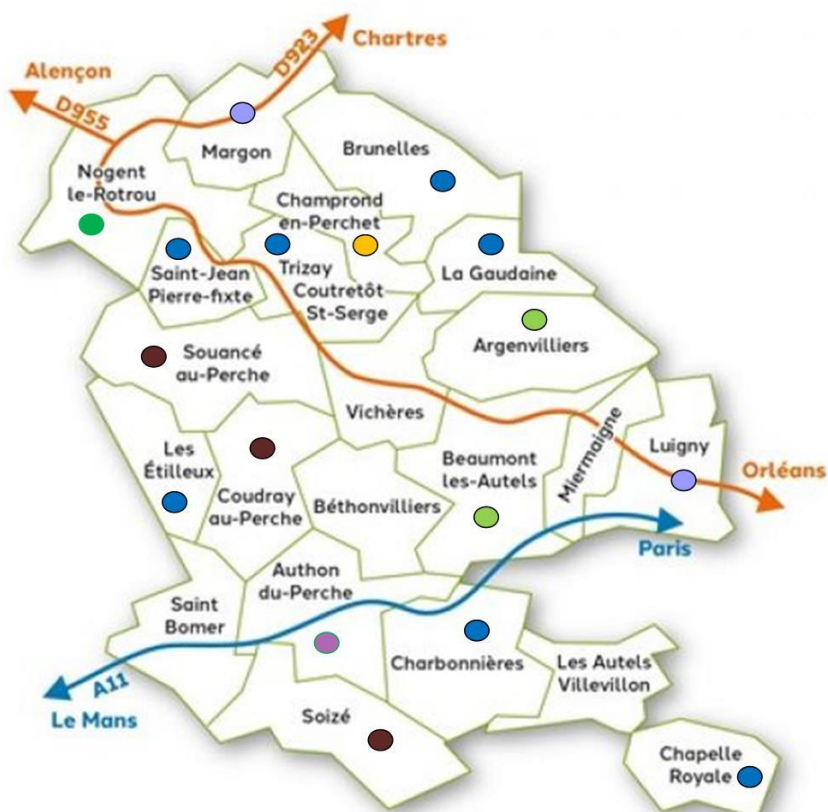 Chartres
D923
Alençon
D955
Margon
Brunelles
Nogent
le-Rotrou
Champrond
en-Perchet
Saint-Jean
Pierre-fixte
Trizay
Coutretôt
St-Serge
La Gaudaine
Argenvilliers
Souancé
au-Perche
Vichères
Miermaigne
Luigny
Orléans
Les
Étilleux
Coudray
au-Perche
Béthonvilliers
Beaumont
les-Autels
Paris
Authon
du-Perche
Saint
Bomer
Charbonnières
Les Autels
Villevillon
A11
Le Mans
Soizé
Chapelle
Royale